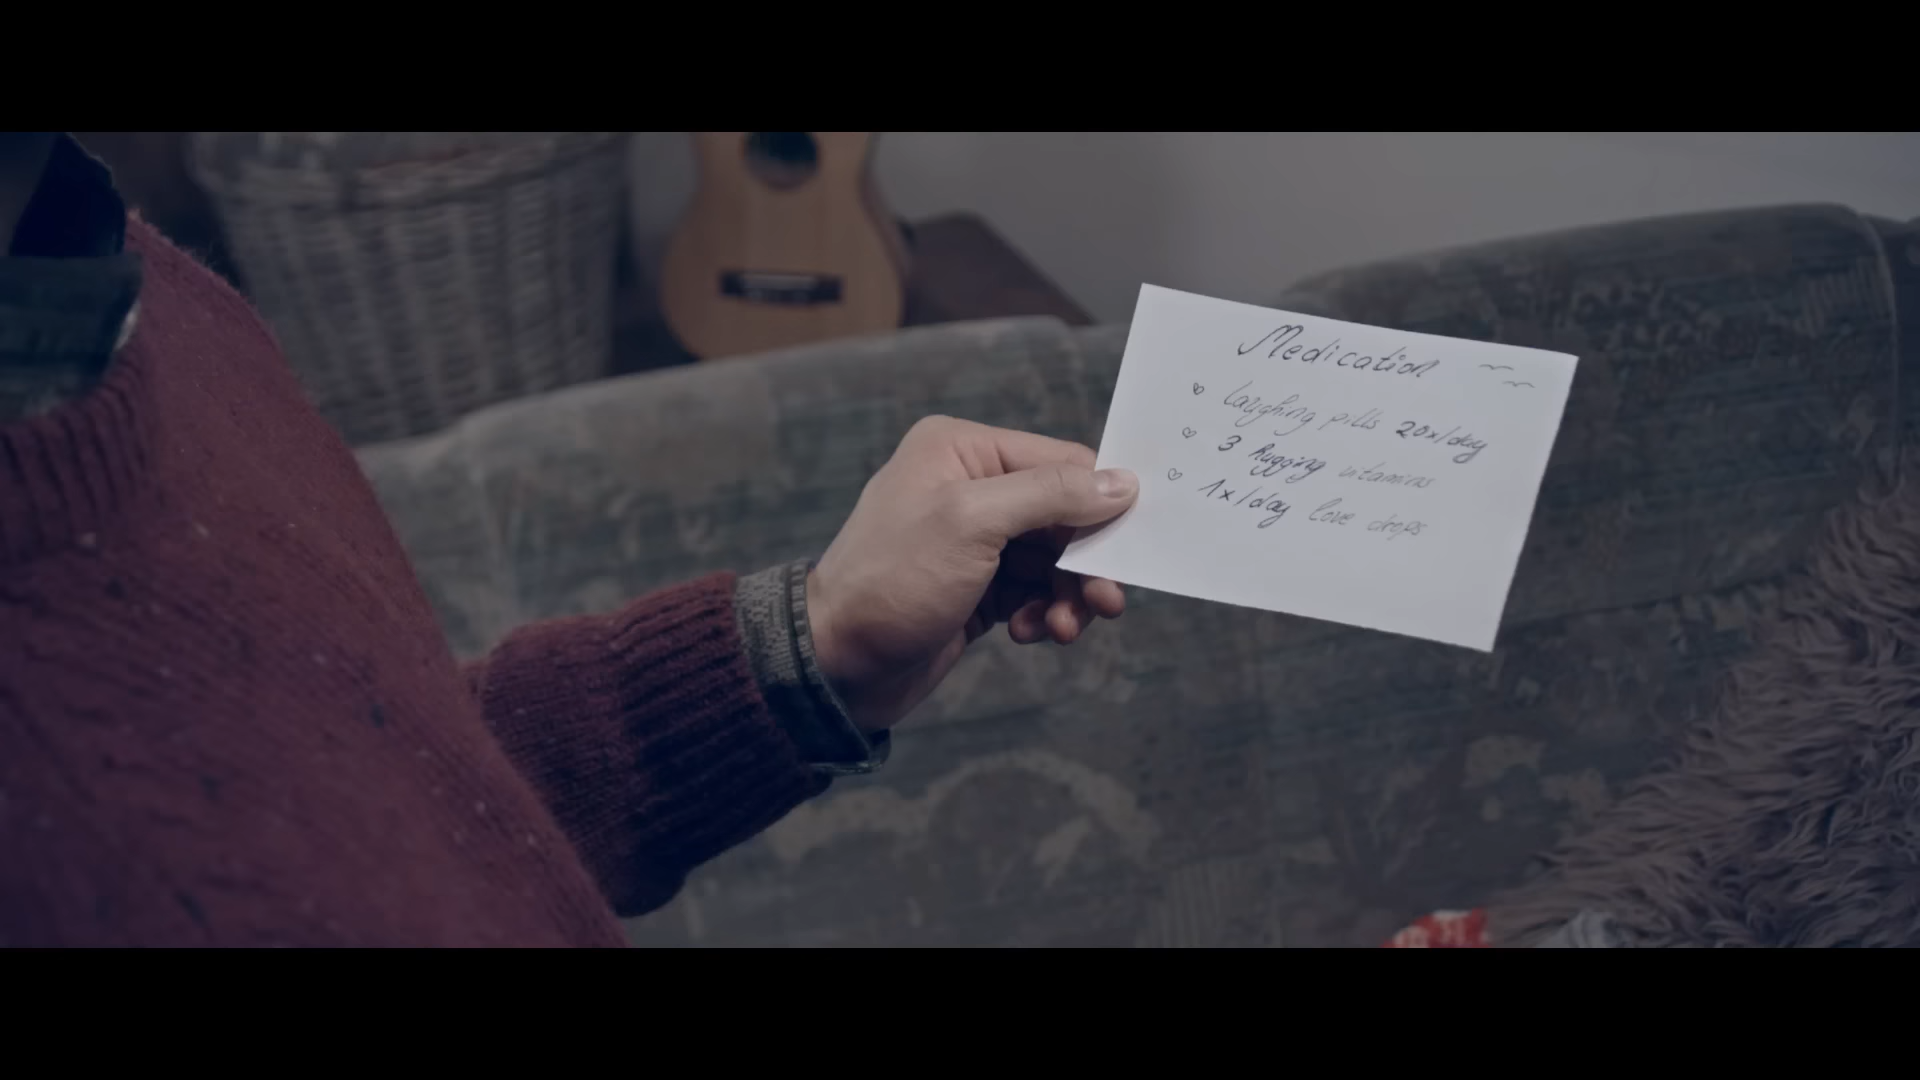 Medication
laughing pills 20x/day
3 hugging vitamins
1x/day love drops